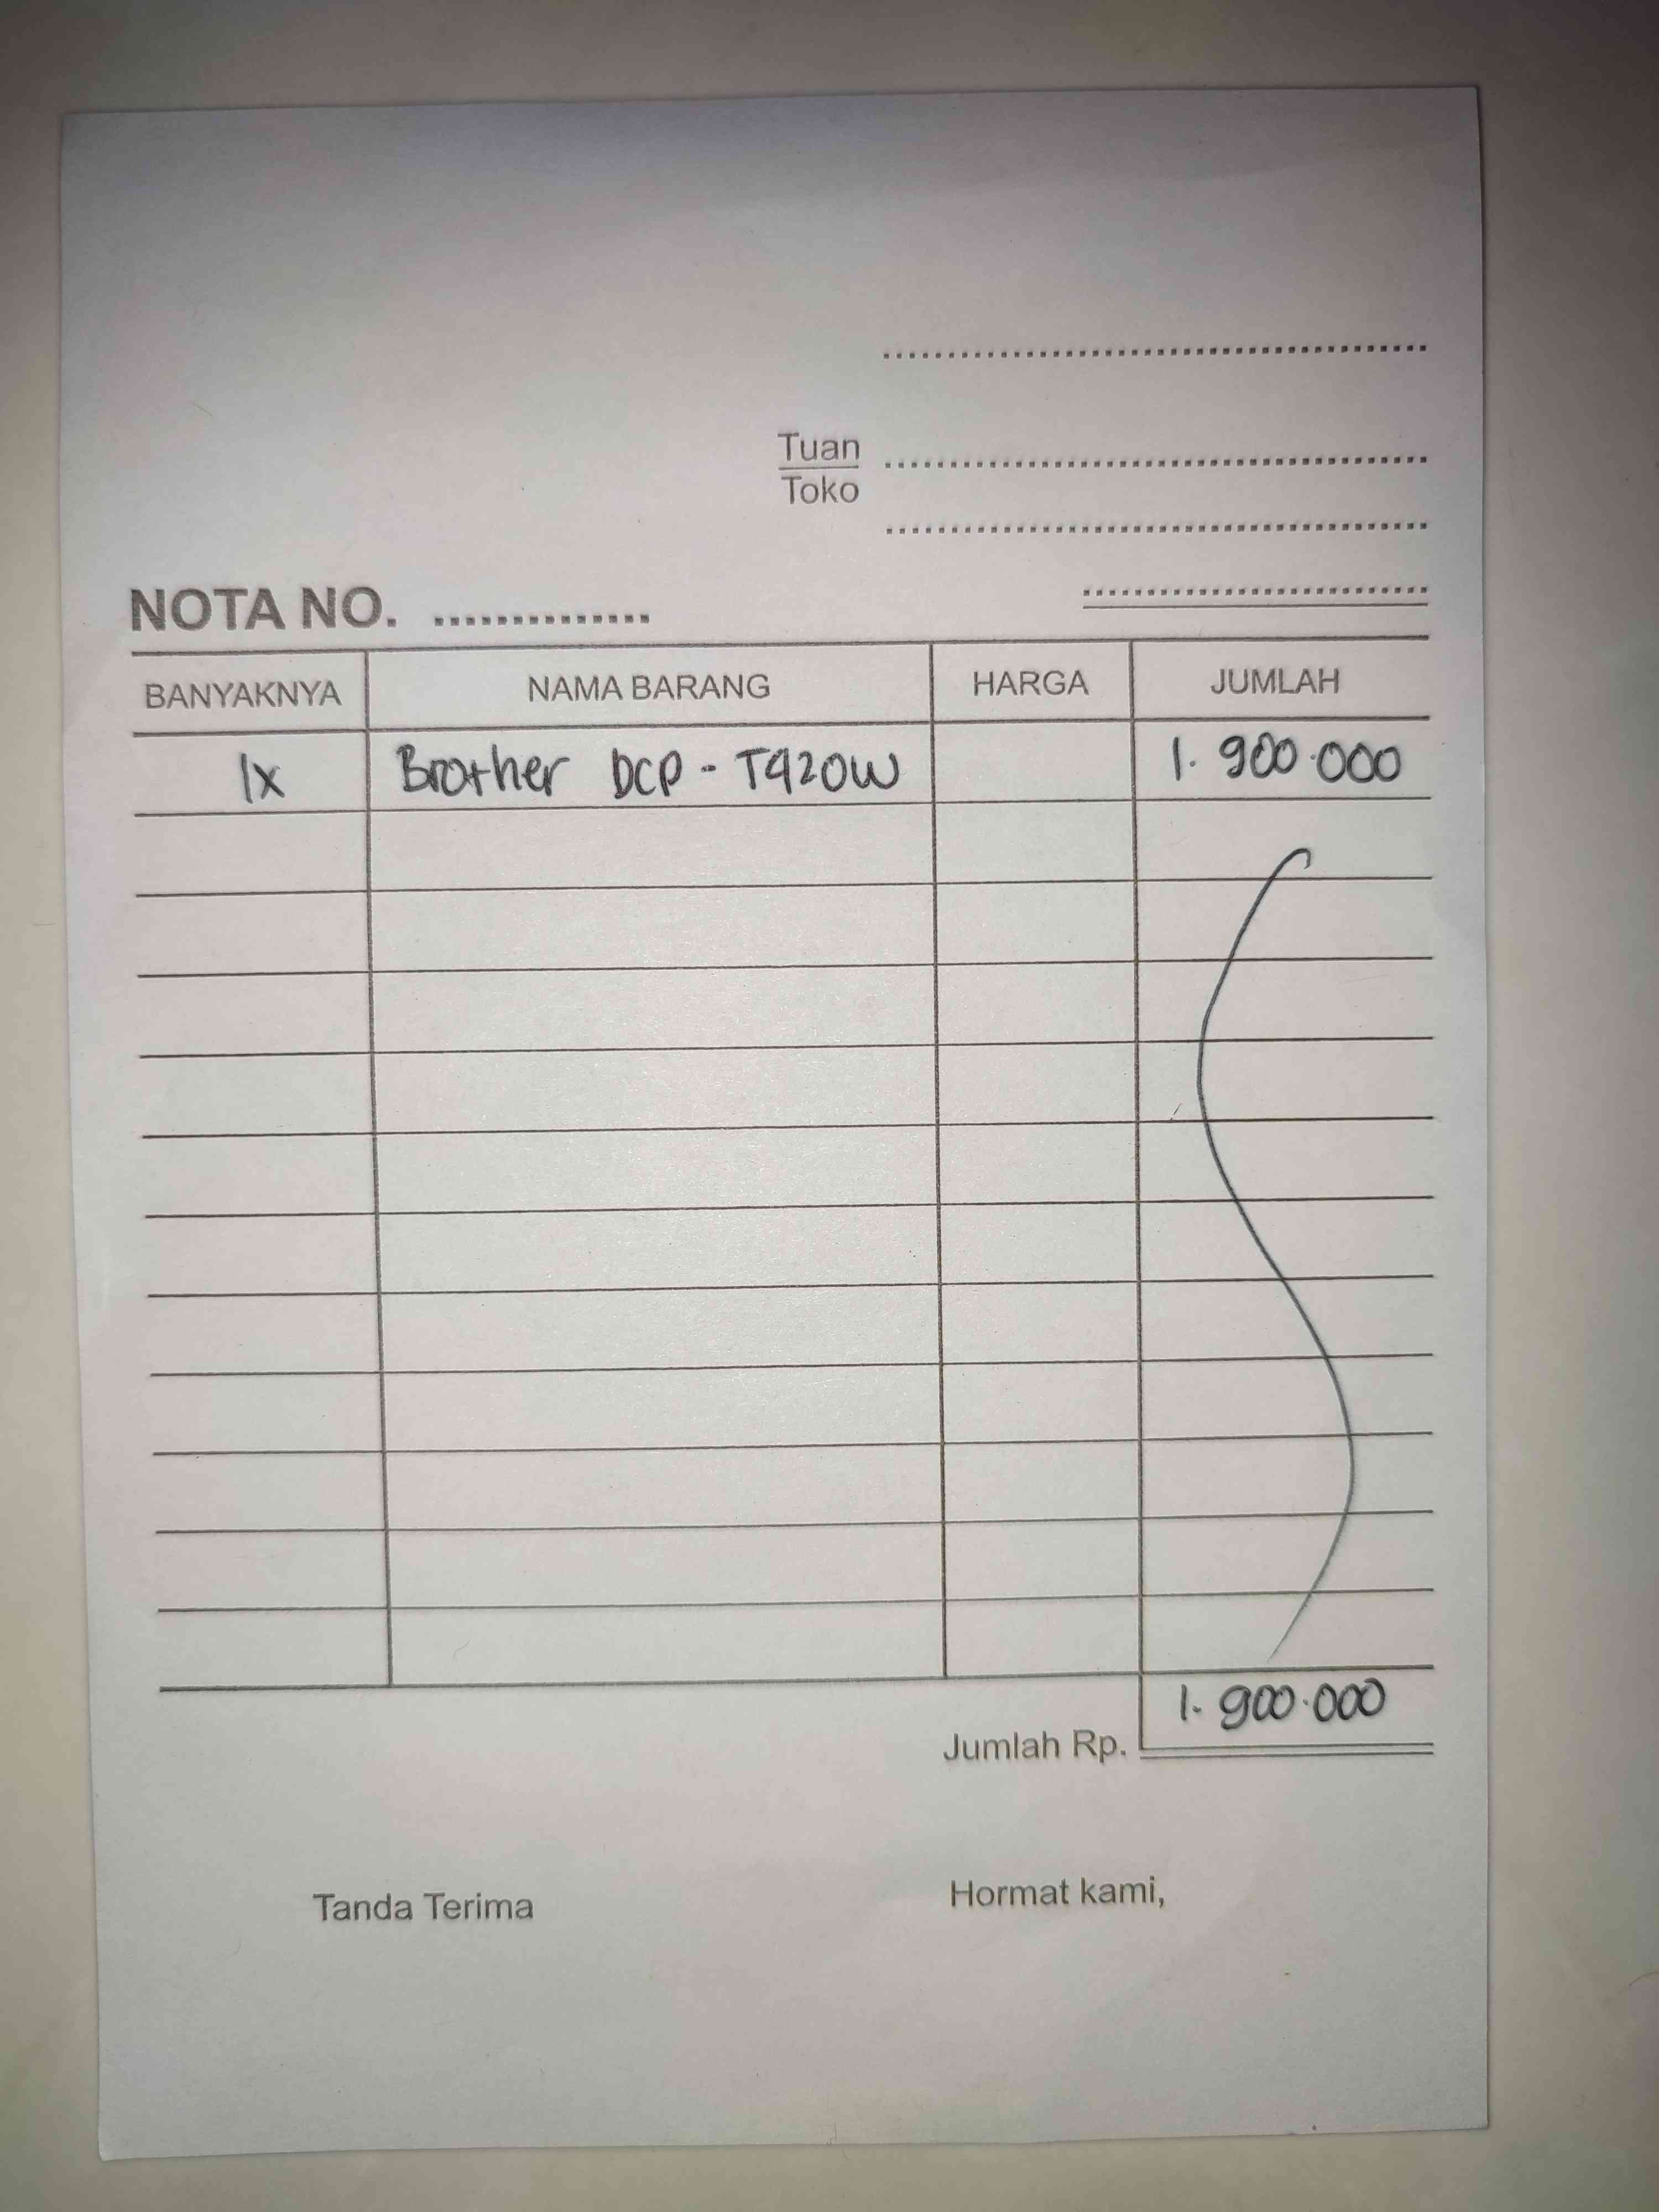 Tuan
Toko
NOTA NO. ..............
BANYAKNYA NAMA BARANG HARGA JUMLAH
1x Brother DCP - T920W 1.900.000
Jumlah Rp. 1.900.000
Tanda Terima Hormat kami,